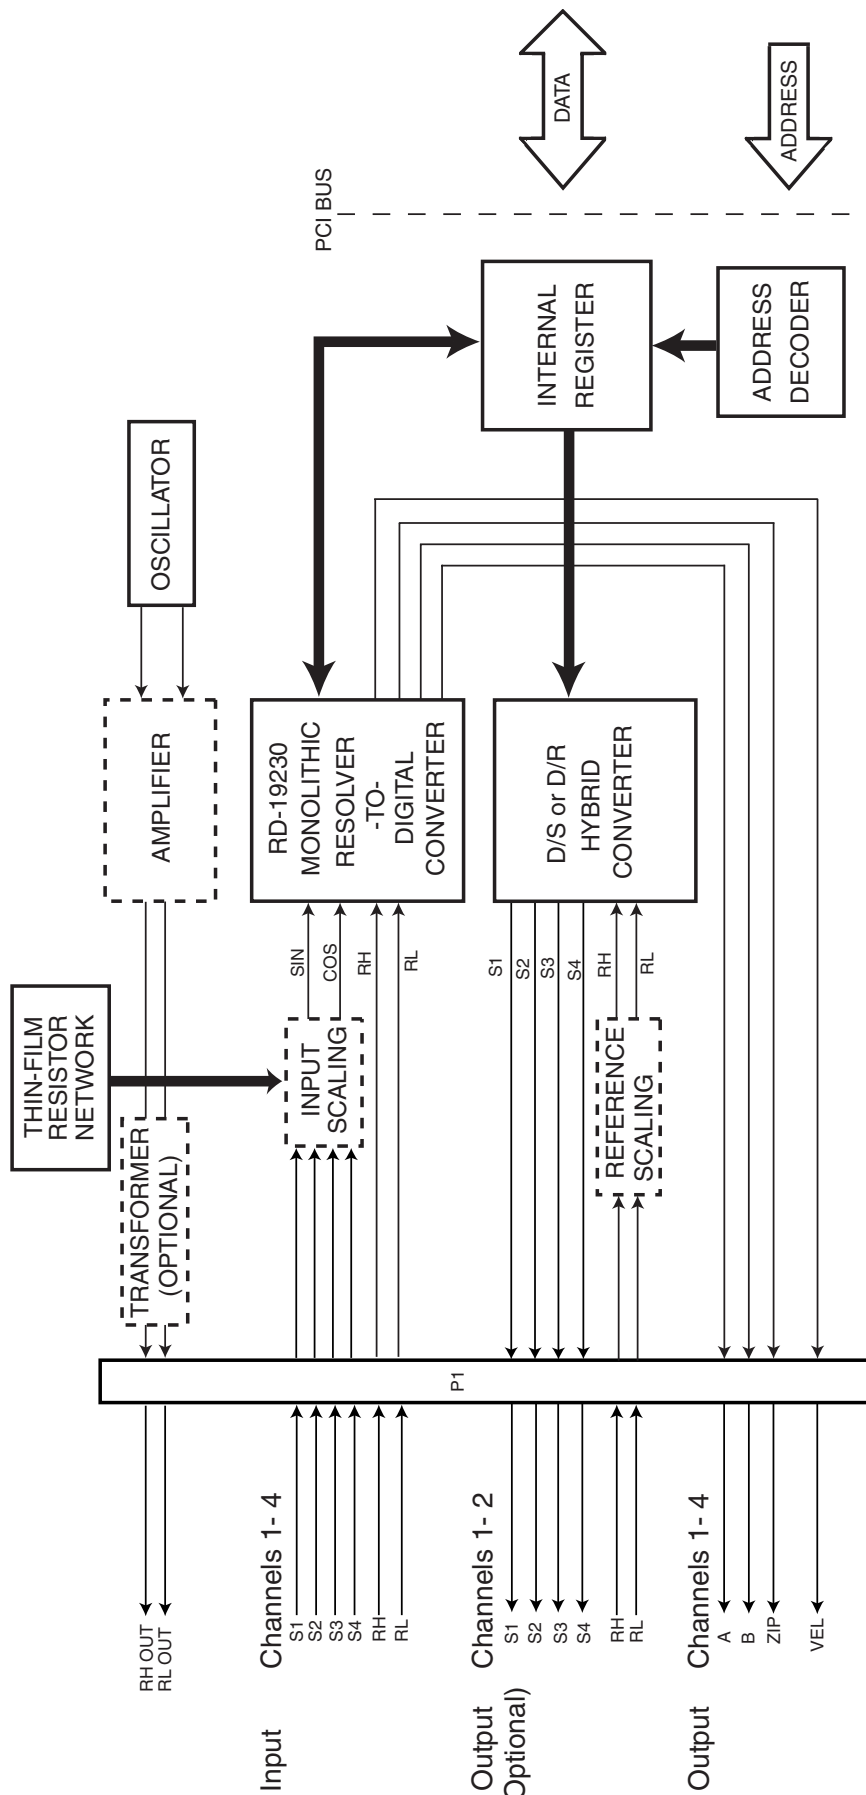 RH OUT
RL OUT
TRANSFORMER
(OPTIONAL)
THIN-FILM
RESISTOR
NETWORK
AMPLIFIER
OSCILLATOR
Input
Channels 1- 4
S1
S2
S3
S4
RH
RL
INPUT
SCALING
SIN
COS
RH
RL
RD-19230
MONOLITHIC
RESOLVER
-TO-
DIGITAL
CONVERTER
PCI BUS
P1
Output
Optional)
Channels 1- 2
S1
S2
S3
S4
RH
RL
REFERENCE
SCALING
S1
S2
S3
S4
RH
RL
D/S or D/R
HYBRID
CONVERTER
INTERNAL
REGISTER
DATA
Output
Channels 1- 4
A
B
ZIP
VEL
ADDRESS
DECODER
ADDRESS